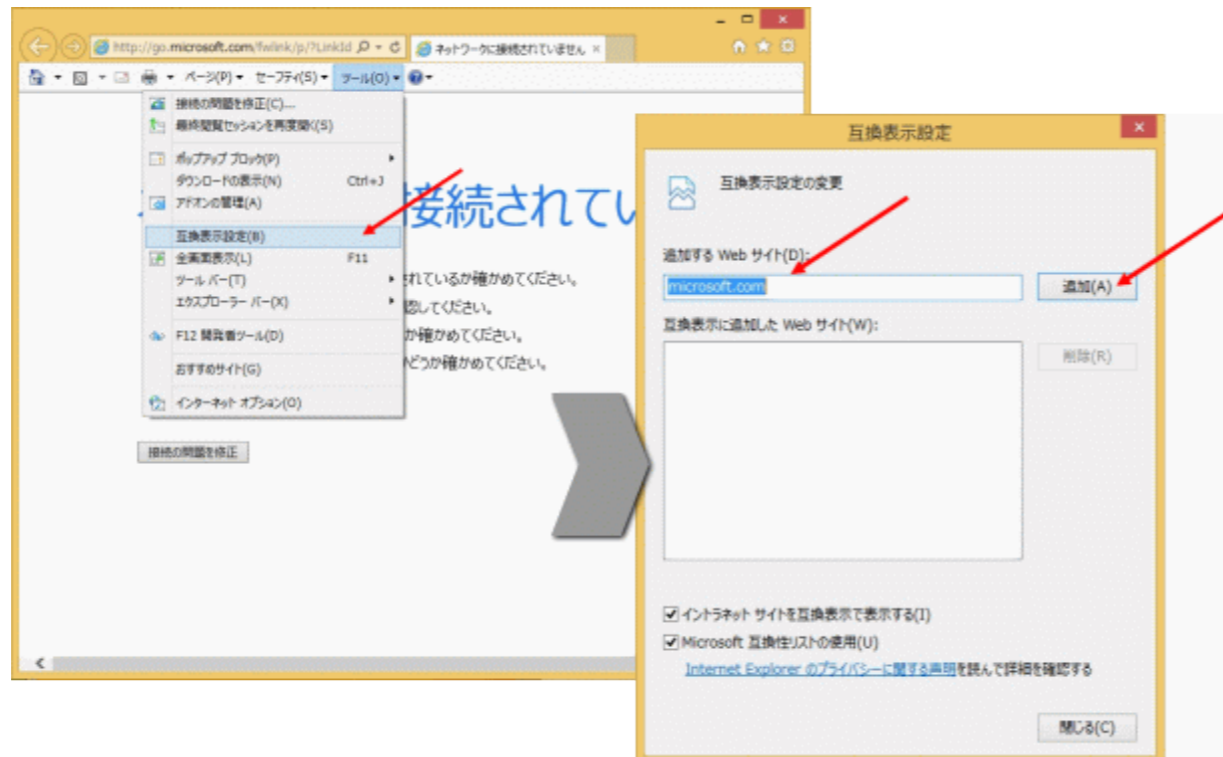 http://go.microsoft.com/fwlink/p/?LinkId
ネットワークに接続されていません
ページ(P)
セーフティ(S)
ツール(O)
接続の問題を修正(C)...
最終閲覧セッションを再度開く(S)
ポップアップ ブロック(P)
ダウンロードの表示(N) Ctrl+J
アドオンの管理(A)
互換表示設定(B)
全画面表示(L) F11
ツール バー(T)
エクスプローラー バー(X)
F12 開発者ツール(D)
おすすめサイト(G)
インターネット オプション(O)
接続されてい
されているか確かめてください。
認してください。
か確かめてください。
かどうか確かめてください。
接続の問題を修正
互換表示設定
互換表示設定の変更
追加する Web サイト(D):
microsoft.com
追加(A)
互換表示に追加した Web サイト(W):
削除(R)
イントラネット サイトを互換表示で表示する(I)
Microsoft 互換性リストの使用(U)
Internet Explorer のプライバシーに関する声明を読んで詳細を確認する
閉じる(C)